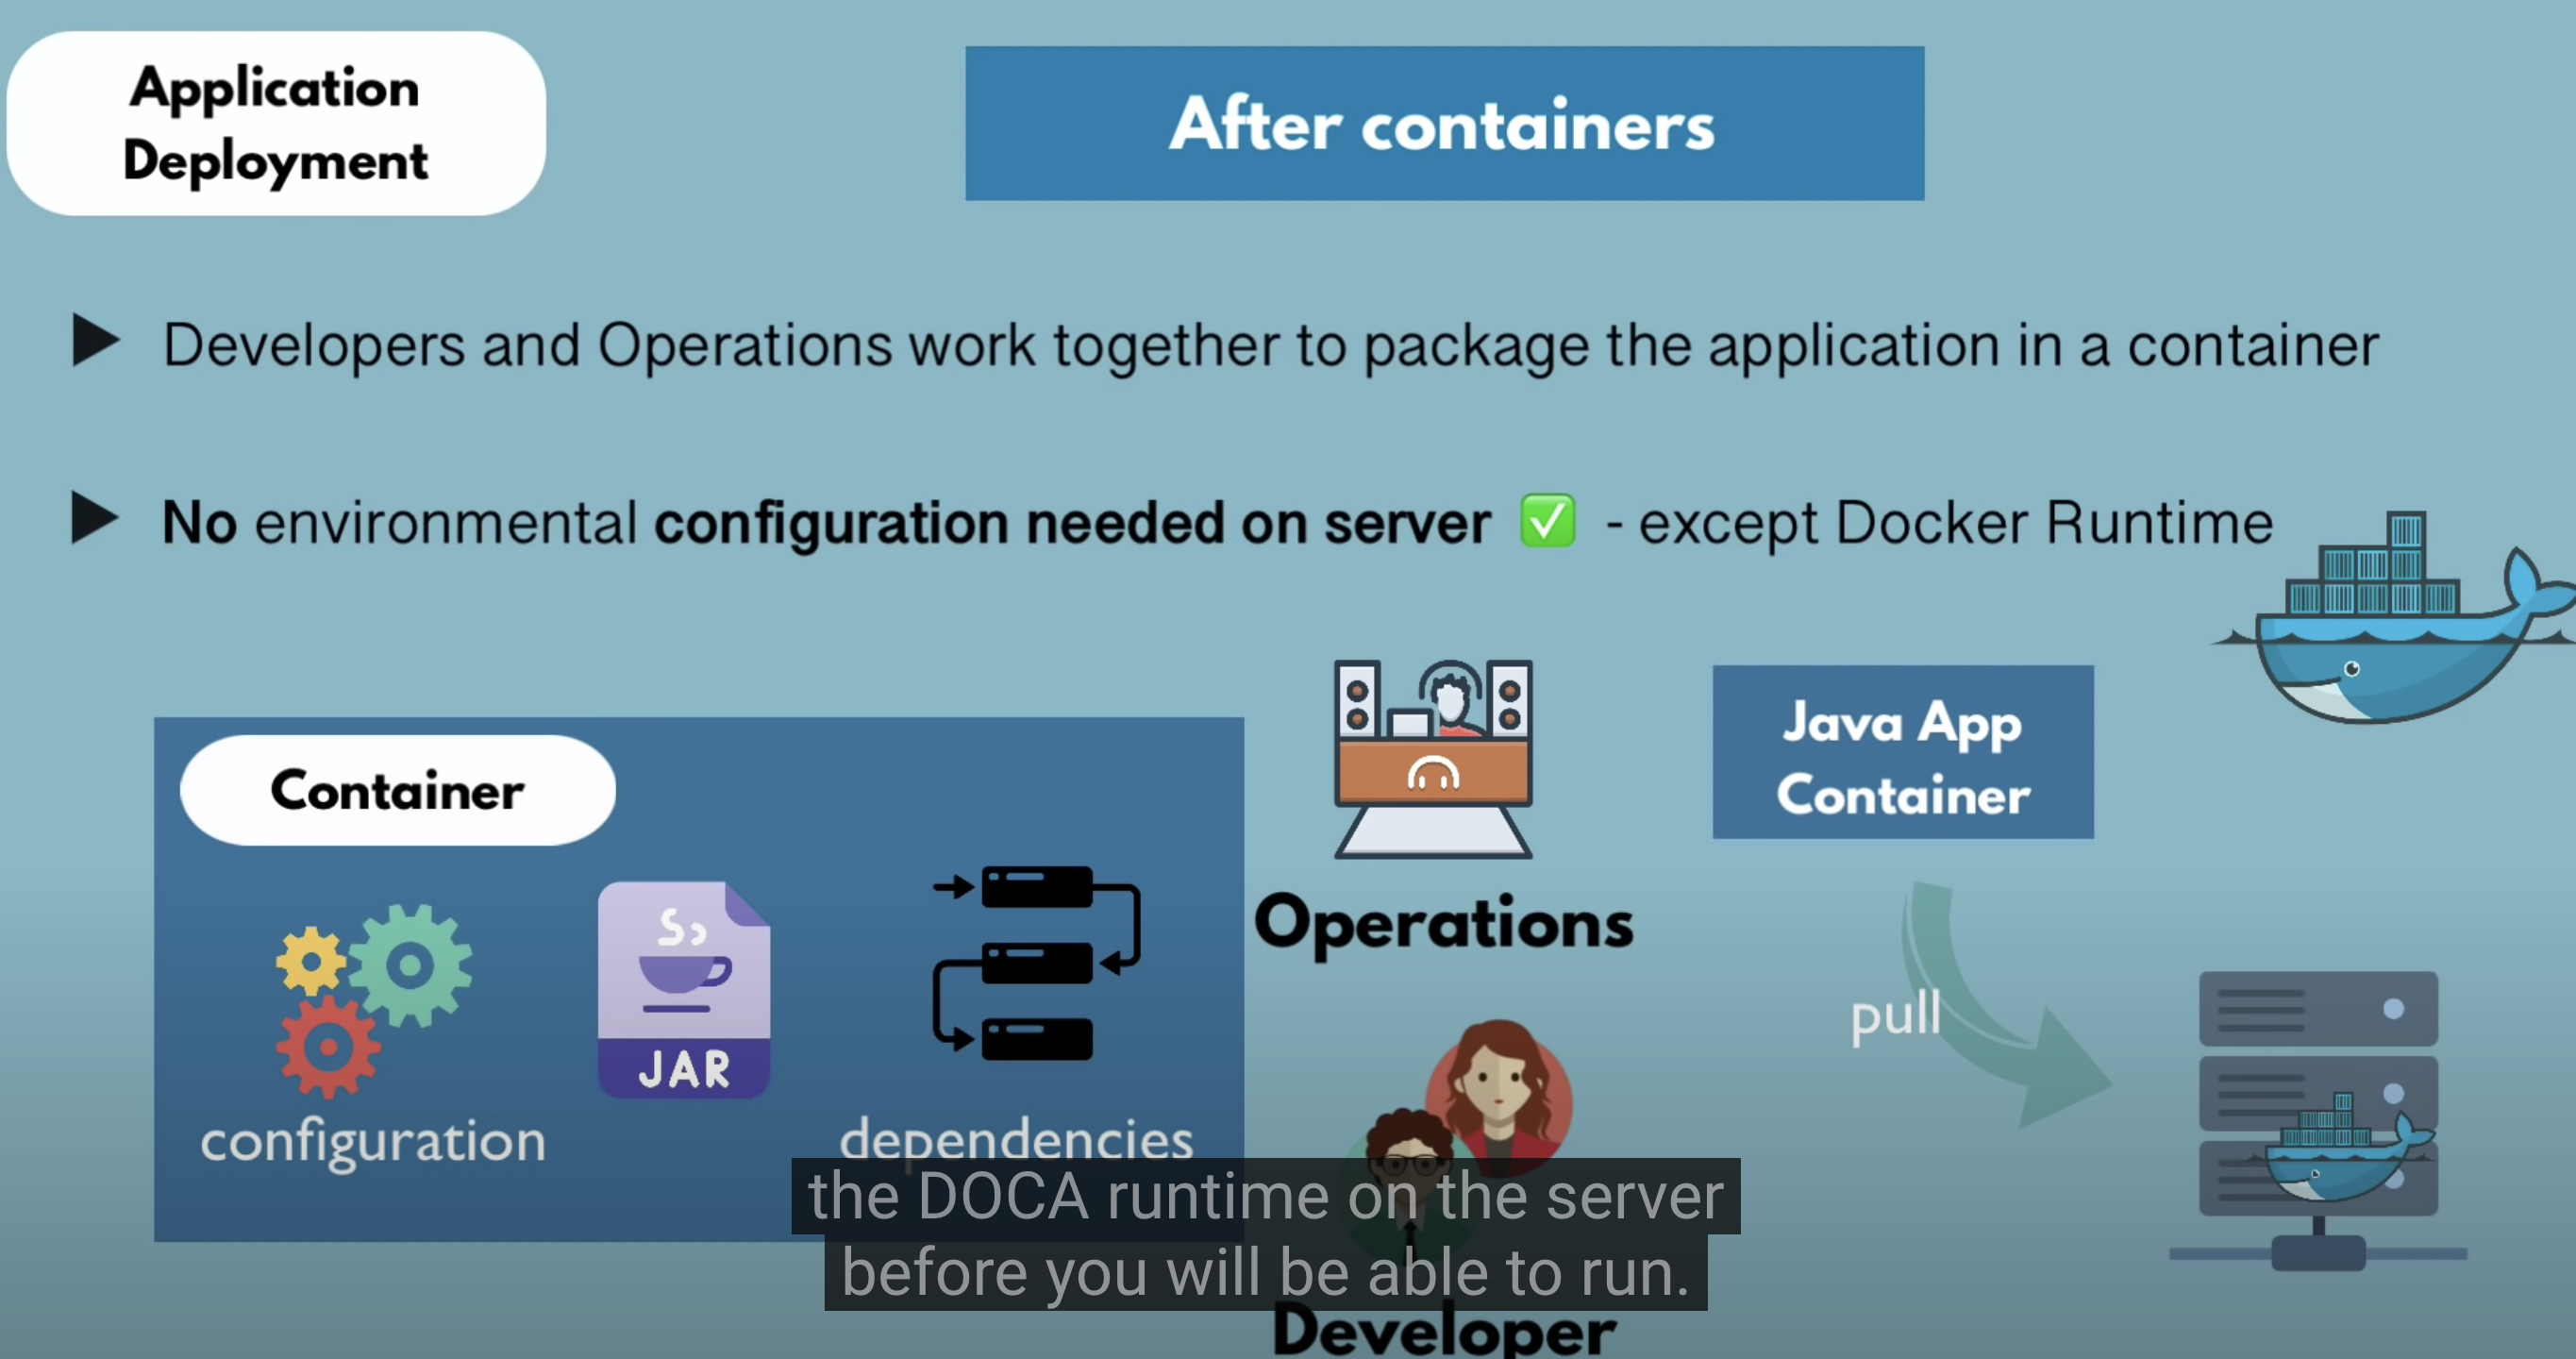 Application
Deployment
After containers
Developers and Operations work together to package the application in a container
No environmental configuration needed on server ✅ - except Docker Runtime
Container
configuration
JAR
dependencies
Operations
Developer
Java App
Container
pull
the DOCA runtime on the server
before you will be able to run.